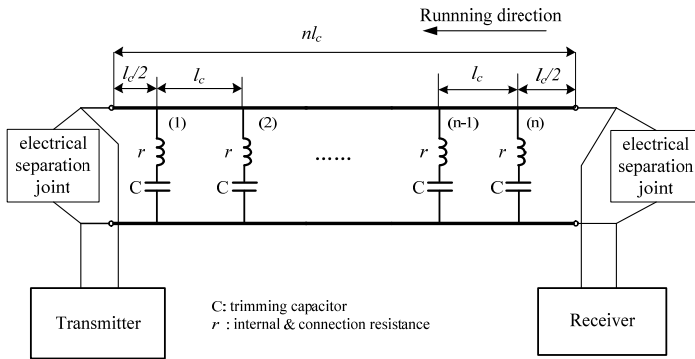 Runnning direction
nl_c
l_c/2
l_c
l_c
l_c/2
(1)
(2)
(n-1)
(n)
electrical
separation
joint
r
r
......
r
r
electrical
separation
joint
C
C
C
C
Transmitter
C: trimming capacitor
r : internal & connection resistance
Receiver